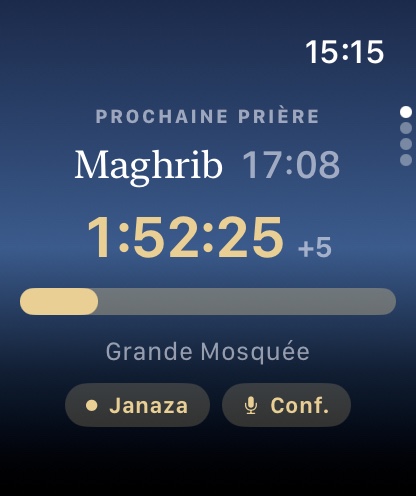 15:15
PROCHAINE PRIÈRE
Maghrib 17:08
1:52:25 +5
Grande Mosquée
Janaza Conf.